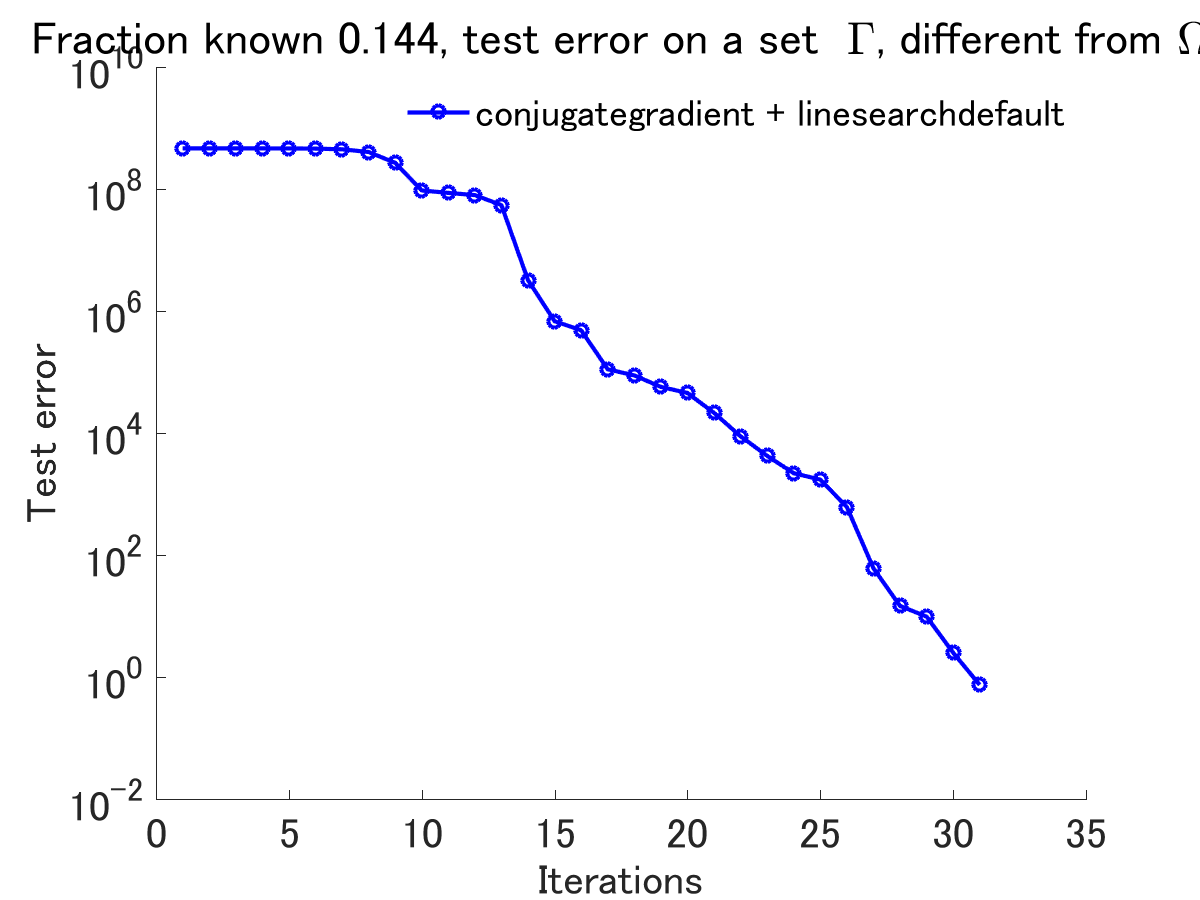 Fraction known 0.144, test error on a set Γ, different from Ω
10^10
conjugategradient + linesearchdefault
10^8
10^6
10^4
10^2
10^0
10^-2
Test error
0 5 10 15 20 25 30 35
Iterations